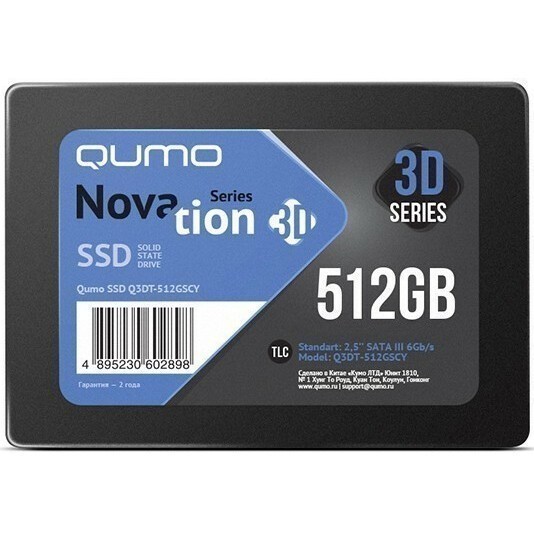 QUMO
Novation Series 3D
SSD SOLID STATE DRIVE
Qumo SSD Q3DT-512GSCY
4 895230 602898
Гарантия – 2 года
3D
SERIES
512GB
TLC
Standart: 2,5" SATA III 6Gb/s
Model: Q3DT-512GSCY
Сделано в Китае «Кумо ЛТД» Юнит 1810,
№ 1 Хунг То Роуд, Куан Тон, Коулун, Гонконг
www.qumo.ru | support@qumo.ru